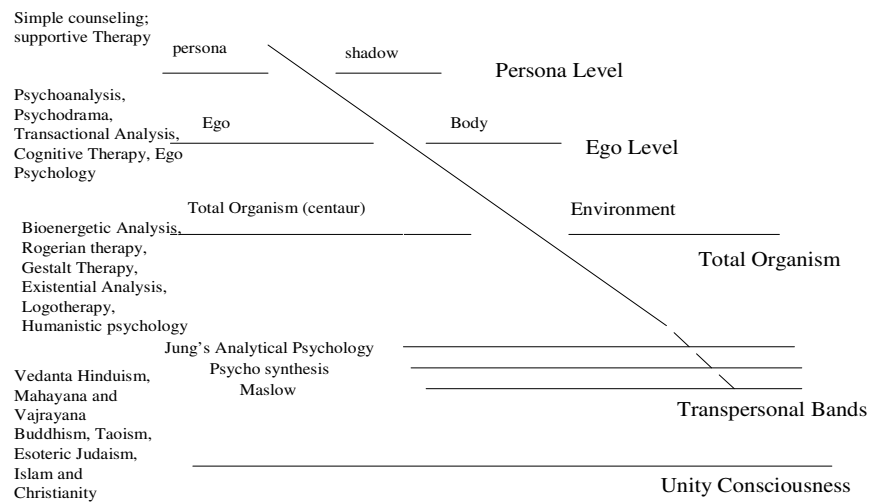 Simple counseling;
supportive Therapy
persona
shadow
Persona Level
Psychoanalysis,
Psychodrama,
Transactional Analysis,
Cognitive Therapy, Ego
Psychology
Ego
Body
Ego Level
Total Organism (centaur)
Environment
Bioenergetic Analysis,
Rogerian therapy,
Gestalt Therapy,
Existential Analysis,
Logotherapy,
Humanistic psychology
Total Organism
Jung's Analytical Psychology
Psycho synthesis
Maslow
Transpersonal Bands
Vedanta Hinduism,
Mahayana and
Vajrayana
Buddhism, Taoism,
Esoteric Judaism,
Islam and
Christianity
Unity Consciousness